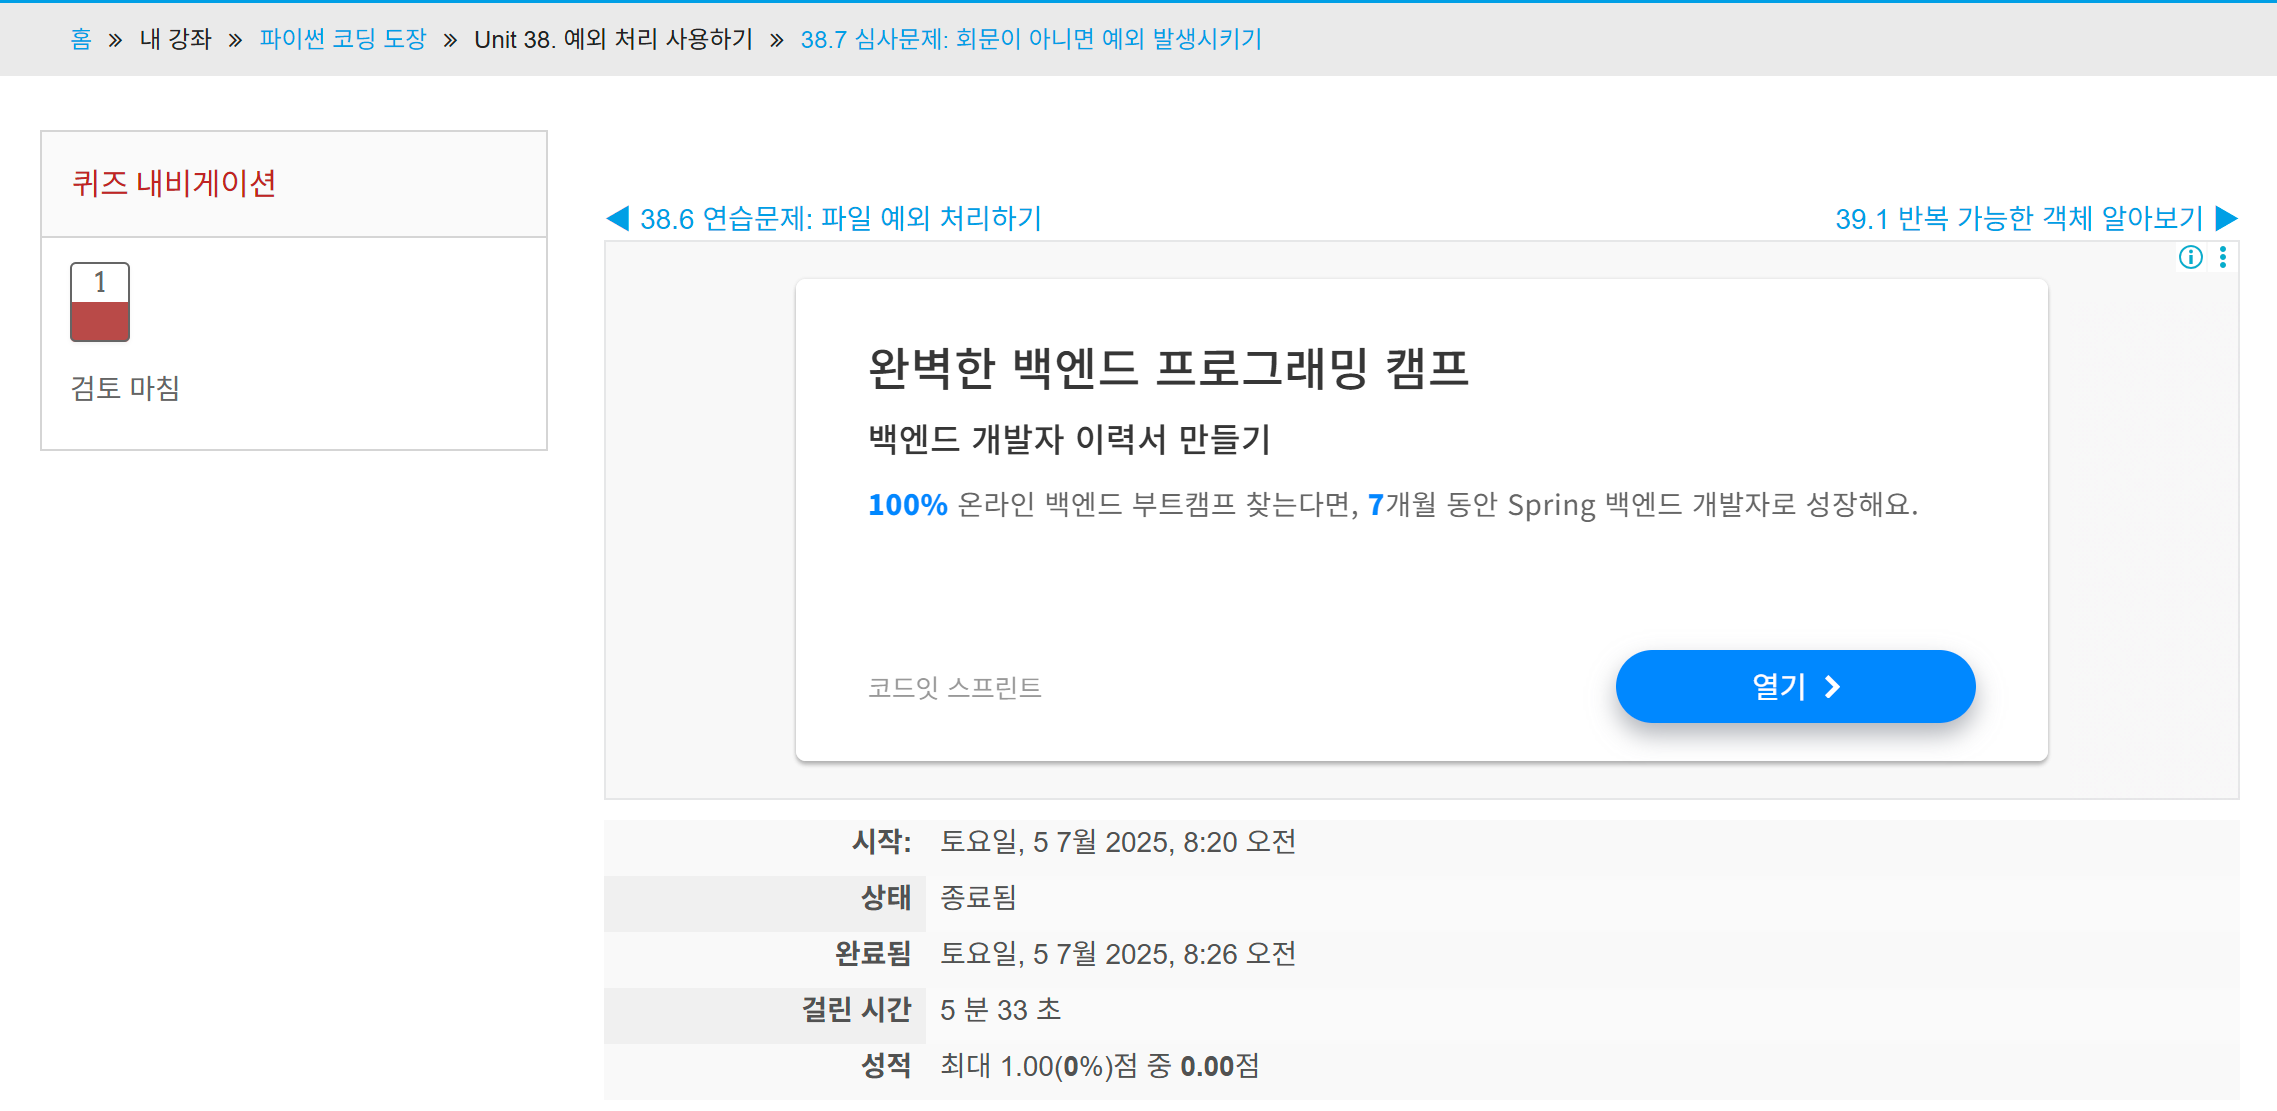 홈 » 내 강좌 » 파이썬 코딩 도장 » Unit 38. 예외 처리 사용하기 » 38.7 심사문제: 회문이 아니면 예외 발생시키기
퀴즈 내비게이션
1
검토 마침
◀ 38.6 연습문제: 파일 예외 처리하기
39.1 반복 가능한 객체 알아보기 ▶
완벽한 백엔드 프로그래밍 캠프
백엔드 개발자 이력서 만들기
100% 온라인 백엔드 부트캠프 찾는다면, 7개월 동안 Spring 백엔드 개발자로 성장해요.
코드잇 스프린트
열기
시작: 토요일, 5 7월 2025, 8:20 오전
상태 종료됨
완료됨 토요일, 5 7월 2025, 8:26 오전
걸린 시간 5 분 33 초
성적 최대 1.00(0%)점 중 0.00점